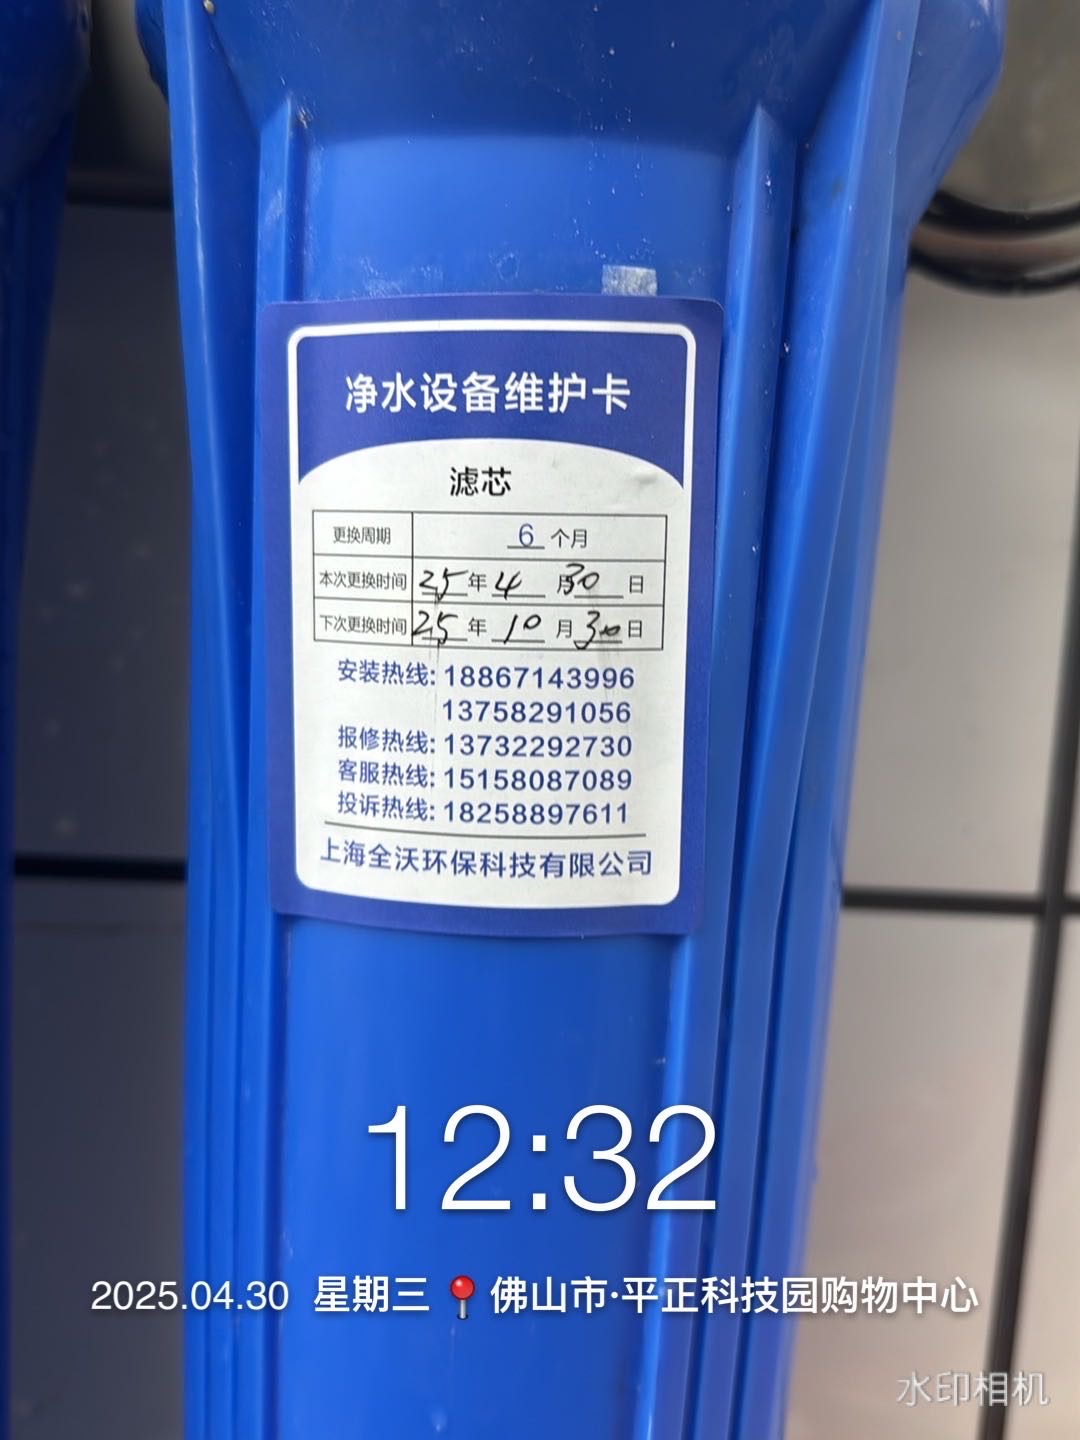 净水设备维护卡
滤芯
更换周期 6 个月
本次更换时间 25 年 4 月 30 日
下次更换时间 25 年 10 月 30 日
安装热线: 18867143996
13758291056
报修热线: 13732292730
客服热线: 15158087089
投诉热线: 18258897611
上海全沃环保科技有限公司
12:32
2025.04.30 星期三 佛山市·平正科技园购物中心
水印相机